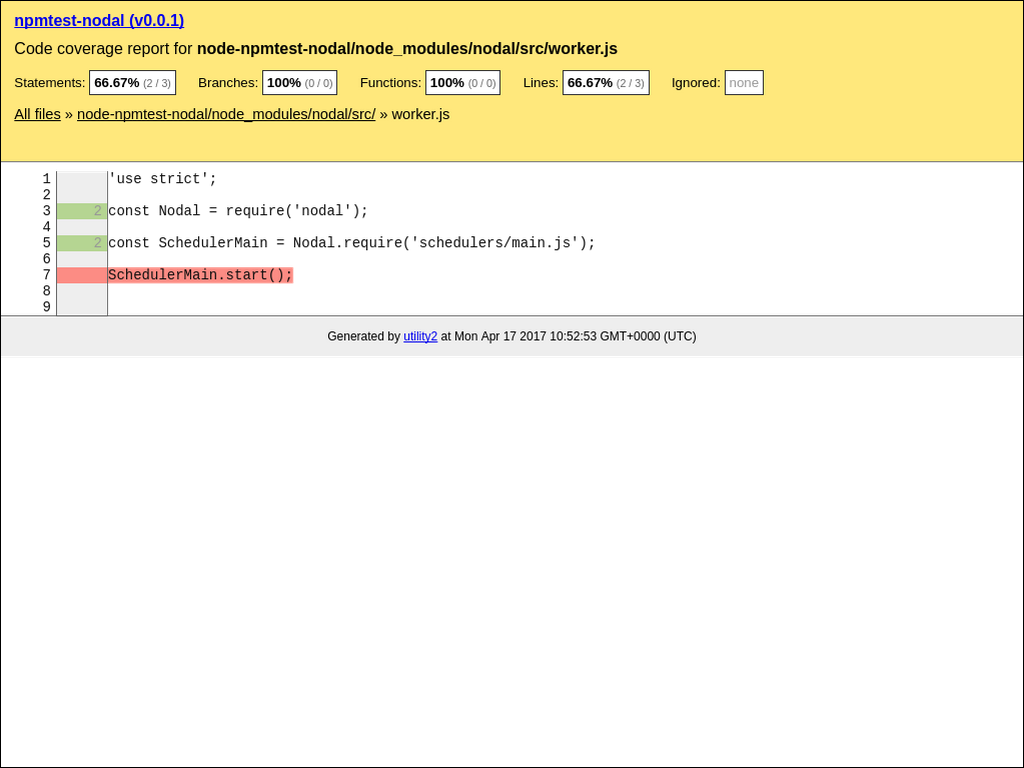 npmtest-nodal (v0.0.1)
Code coverage report for node-npmtest-nodal/node_modules/nodal/src/worker.js
Statements: 66.67% (2 / 3) Branches: 100% (0 / 0) Functions: 100% (0 / 0) Lines: 66.67% (2 / 3) Ignored: none
All files » node-npmtest-nodal/node_modules/nodal/src/ » worker.js
1 'use strict';
2
3 2 const Nodal = require('nodal');
4
5 2 const SchedulerMain = Nodal.require('schedulers/main.js');
6
7 SchedulerMain.start();
8
9
Generated by utility2 at Mon Apr 17 2017 10:52:53 GMT+0000 (UTC)